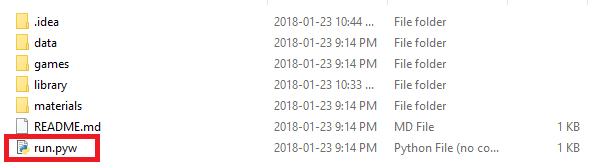 .idea 2018-01-23 10:44 ... File folder
data 2018-01-23 9:14 PM File folder
games 2018-01-23 9:14 PM File folder
library 2018-01-23 10:33 ... File folder
materials 2018-01-23 9:14 PM File folder
README.md 2018-01-23 9:14 PM MD File 1 KB
run.pyw 2018-01-23 9:14 PM Python File (no co... 1 KB